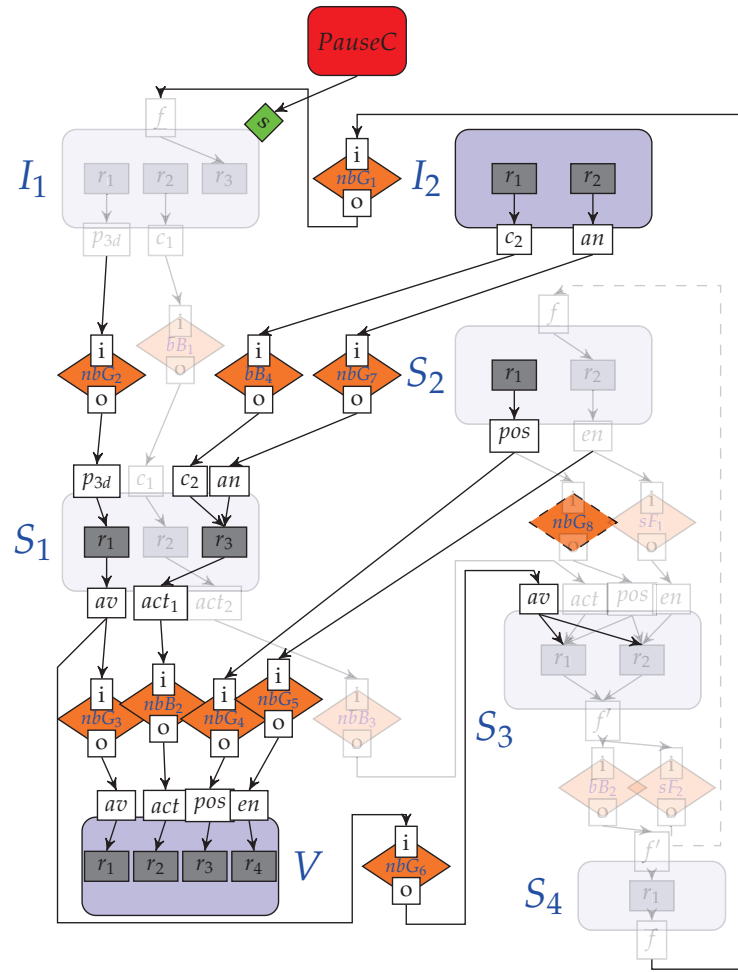 PauseC
f
s
I₁
r₁ r₂ r₃
i
nbG₁
o
I₂
r₁ r₂
p₃d c₁
c₂ an
f
i
nbG₂
o
i
bB₁
o
i
bB₄
o
i
nbG₇
o
S₂
r₁ r₂
pos en
p₃d c₁ c₂ an
i
nbG₈
o
i
sF₁
o
S₁
r₁ r₂ r₃
av act₁ act₂
av act pos en
r₁ r₂
S₃
f'
i
nbG₃
o
i
nbB₂
o
i
nbG₄
o
i
nbG₅
o
i
nbB₃
o
i
bB₂
o
i
sF₂
o
av act pos en
r₁ r₂ r₃ r₄
V
i
nbG₆
o
f'
S₄
r₁
f